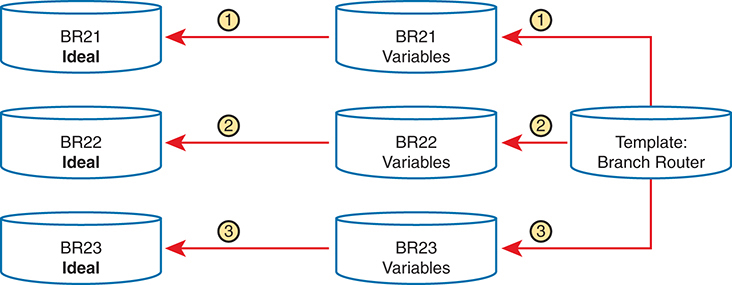 BR21
Ideal
1
BR21
Variables
1
BR22
Ideal
2
BR22
Variables
2
Template:
Branch Router
BR23
Ideal
3
BR23
Variables
3